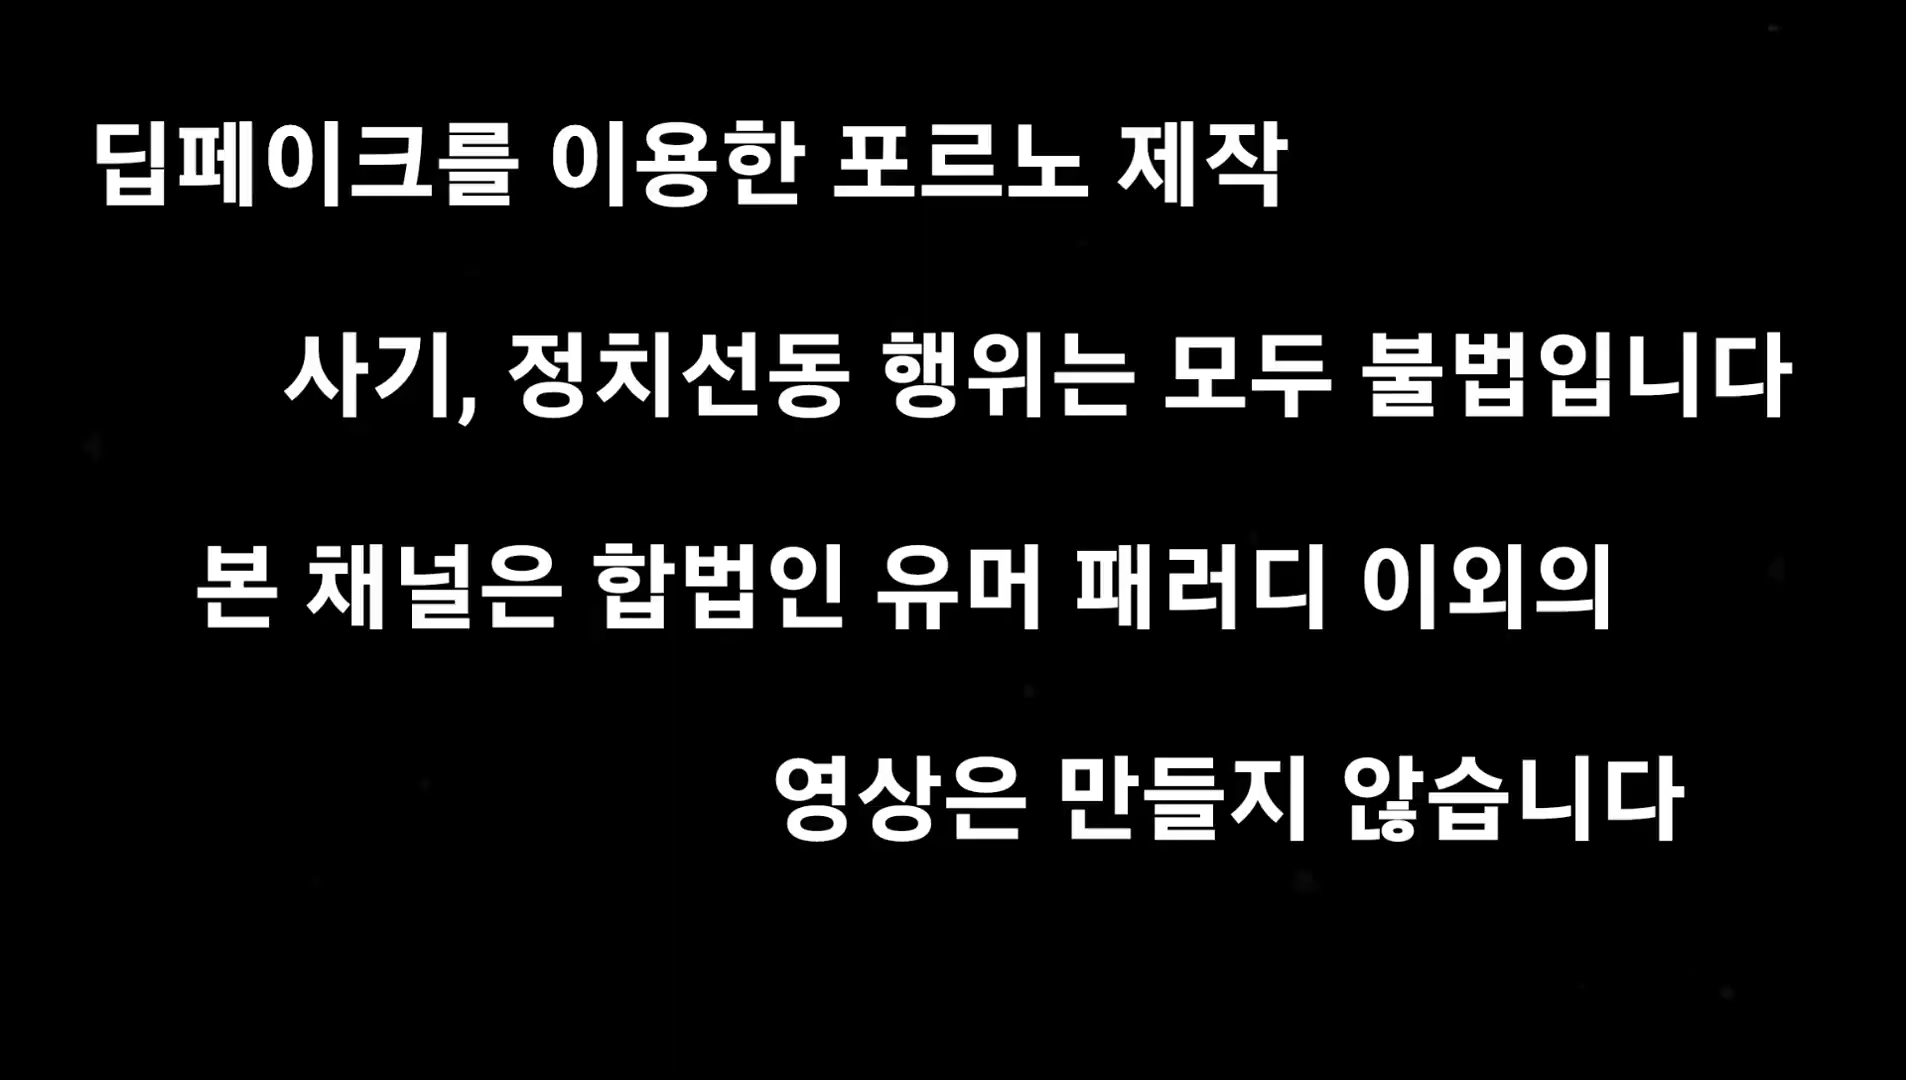 딥페이크를 이용한 포르노 제작
사기, 정치선동 행위는 모두 불법입니다
본 채널은 합법인 유머 패러디 이외의
영상은 만들지 않습니다